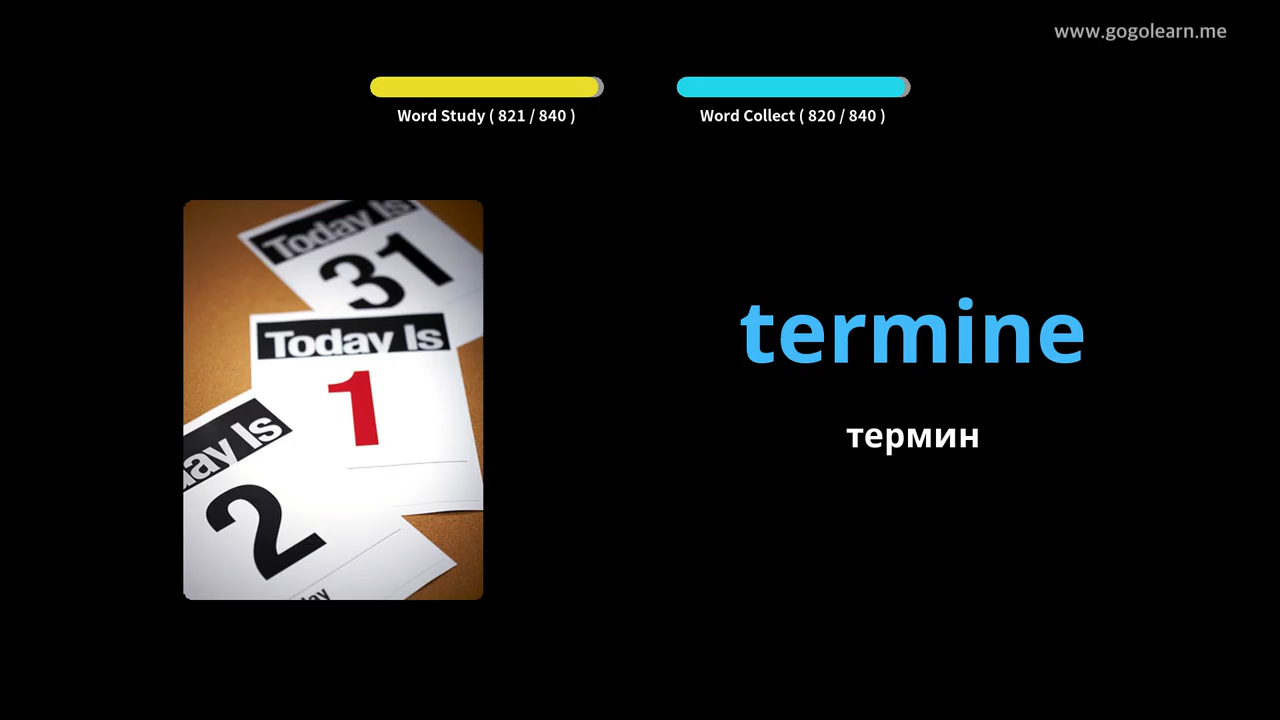 www.gogolearn.me
Word Study ( 821 / 840 )
Word Collect ( 820 / 840 )
Today Is
31
Today Is
1
day Is
2
termine
термин